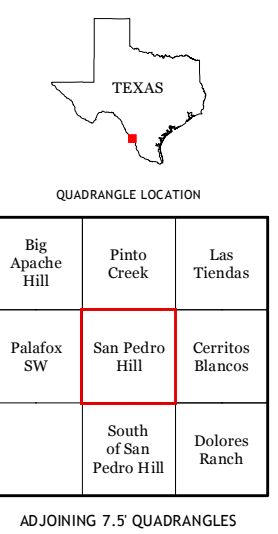 TEXAS
QUADRANGLE LOCATION
Big
Apache
Hill
Pinto
Creek
Las
Tiendas
Palafox
SW
San Pedro
Hill
Cerritos
Blancos
South
of San
Pedro Hill
Dolores
Ranch
ADJOINING 7.5' QUADRANGLES